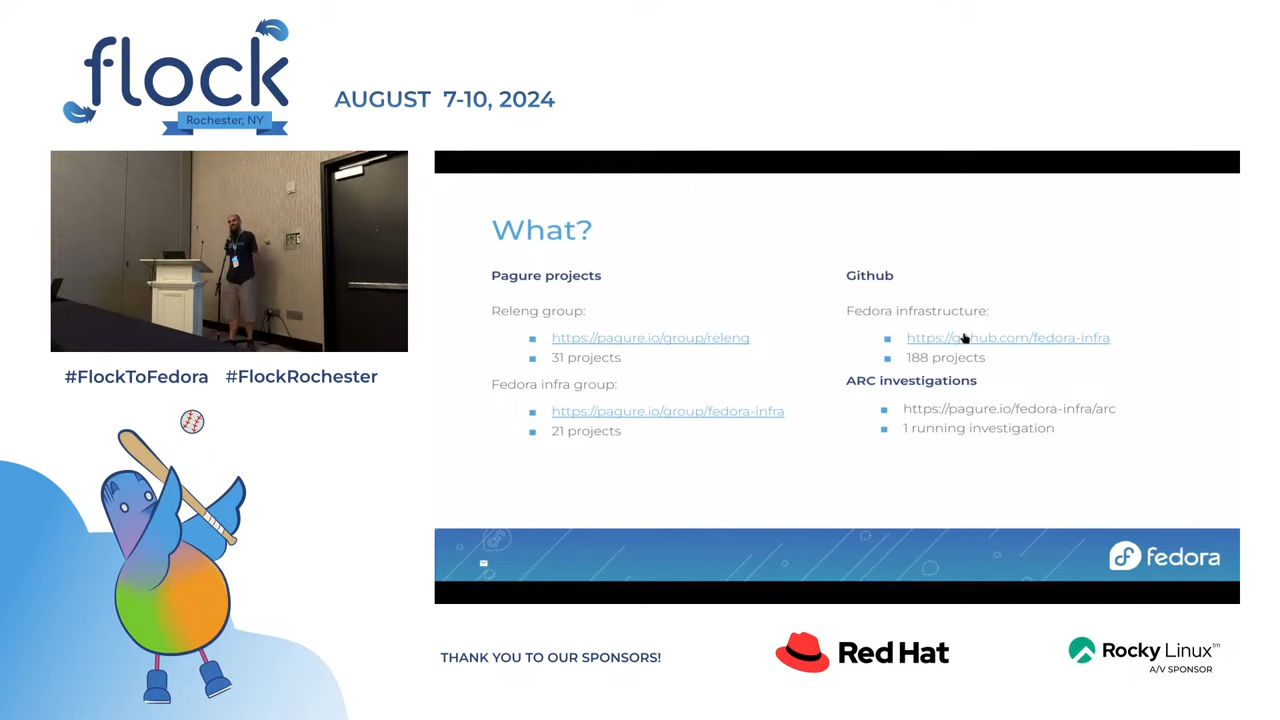 flock
Rochester, NY
AUGUST 7-10, 2024
#FlockToFedora #FlockRochester
What?
Pagure projects
Releng group:
https://pagure.io/group/releng
31 projects
Fedora infra group:
https://pagure.io/group/fedora-infra
21 projects
Github
Fedora infrastructure:
https://github.com/fedora-infra
188 projects
ARC investigations
https://pagure.io/fedora-infra/arc
1 running investigation
fedora
THANK YOU TO OUR SPONSORS!
Red Hat
Rocky Linux™
A/V SPONSOR